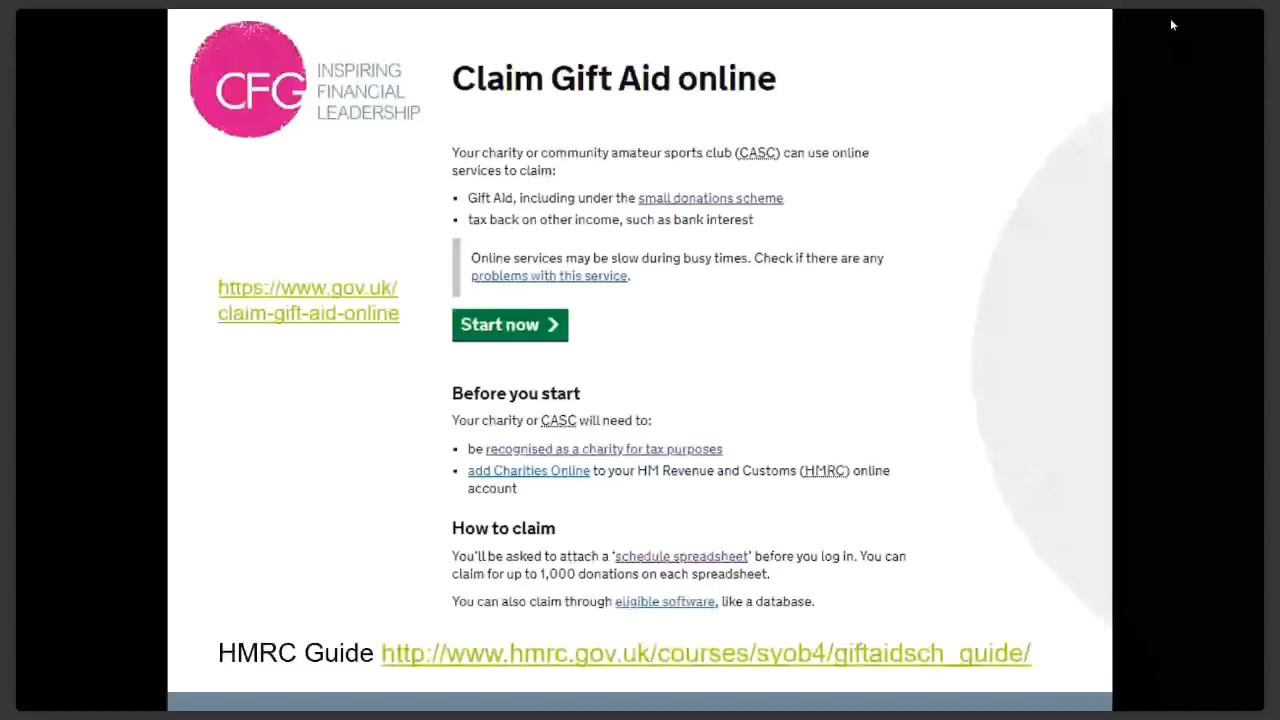 CFG
INSPIRING
FINANCIAL
LEADERSHIP
Claim Gift Aid online
Your charity or community amateur sports club (CASC) can use online
services to claim:
• Gift Aid, including under the small donations scheme
• tax back on other income, such as bank interest
Online services may be slow during busy times. Check if there are any
problems with this service.
https://www.gov.uk/
claim-gift-aid-online
Start now
Before you start
Your charity or CASC will need to:
• be recognised as a charity for tax purposes
• add Charities Online to your HM Revenue and Customs (HMRC) online
account
How to claim
You'll be asked to attach a 'schedule spreadsheet' before you log in. You can
claim for up to 1,000 donations on each spreadsheet.
You can also claim through eligible software, like a database.
HMRC Guide http://www.hmrc.gov.uk/courses/syob4/giftaidsch_guide/